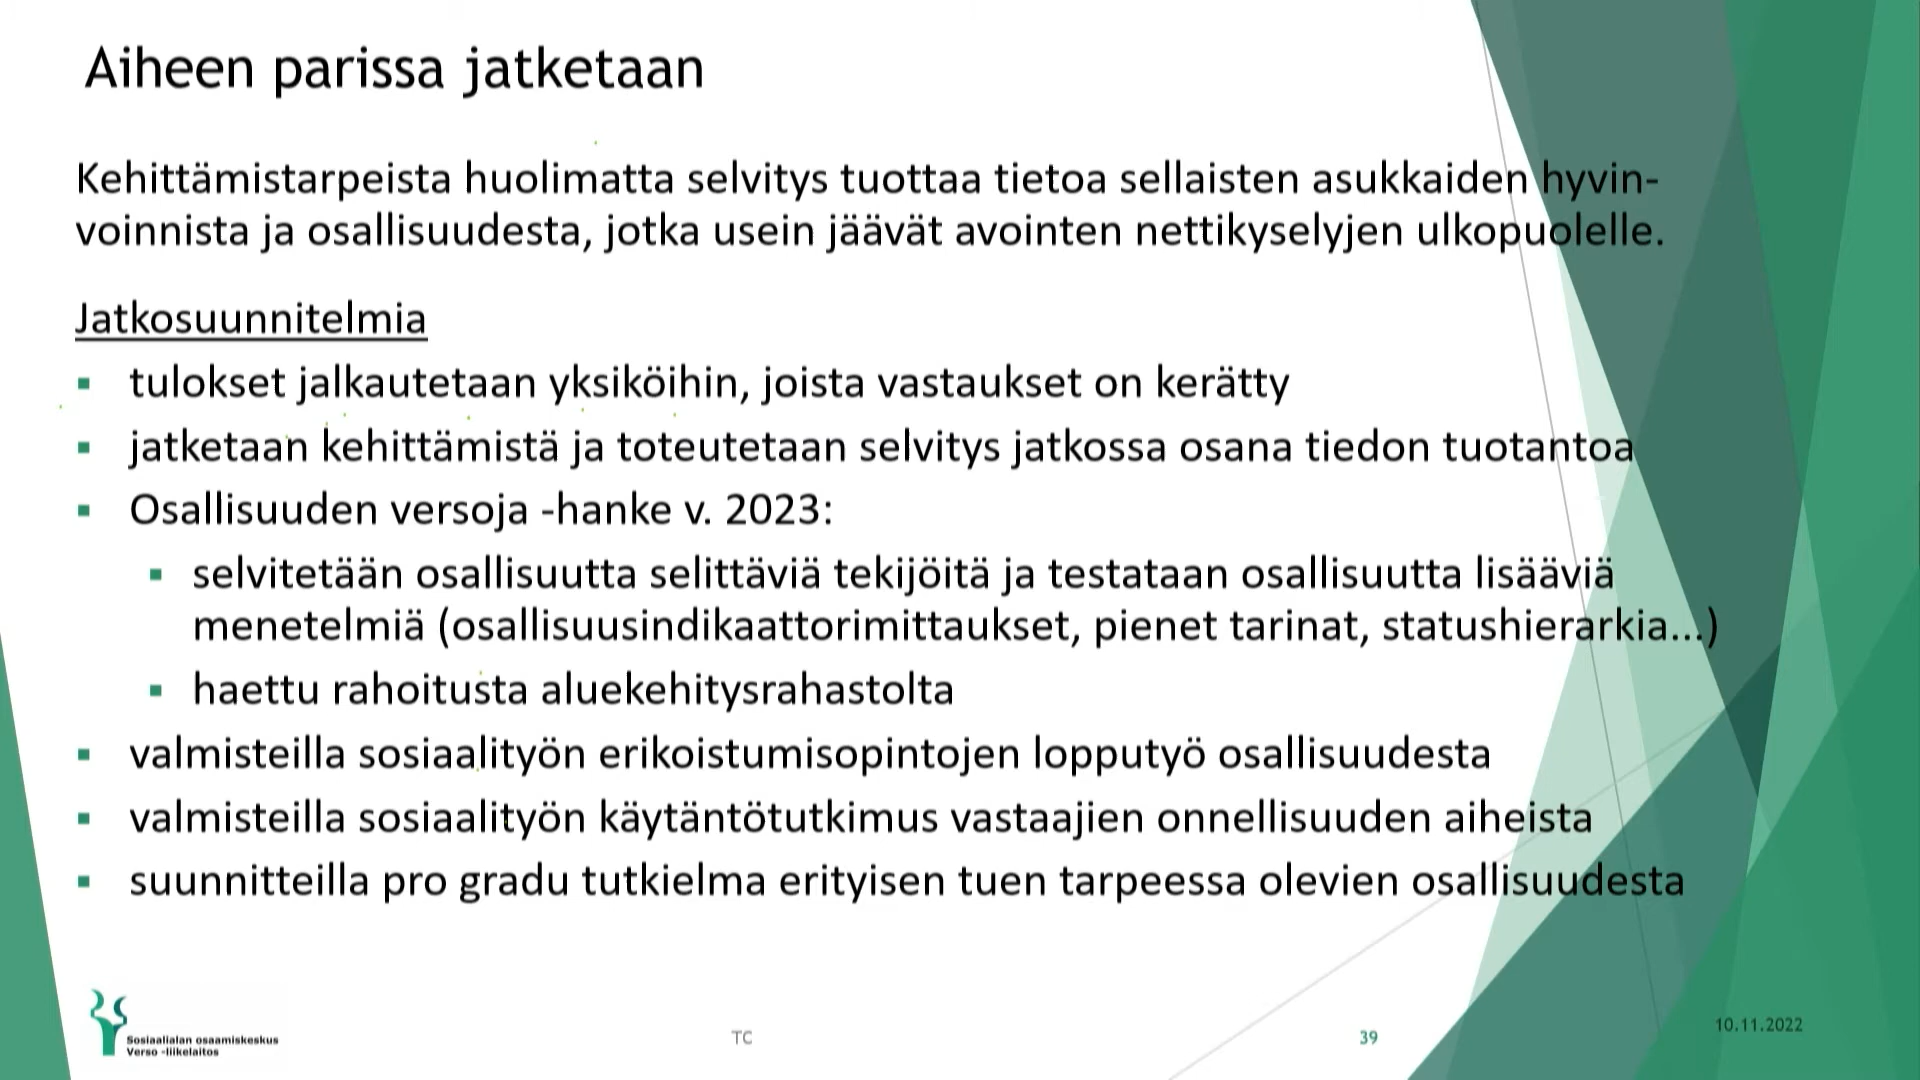 Aiheen parissa jatketaan
Kehittämistarpeista huolimatta selvitys tuottaa tietoa sellaisten asukkaiden hyvin-
voinnista ja osallisuudesta, jotka usein jäävät avointen nettikyselyjen ulkopuolelle.
Jatkosuunnitelmia
▪ tulokset jalkautetaan yksiköihin, joista vastaukset on kerätty
▪ jatketaan kehittämistä ja toteutetaan selvitys jatkossa osana tiedon tuotantoa
▪ Osallisuuden versoja -hanke v. 2023:
▪ selvitetään osallisuutta selittäviä tekijöitä ja testataan osallisuutta lisääviä
menetelmiä (osallisuusindikaattorimittaukset, pienet tarinat, statushierarkia...)
▪ haettu rahoitusta aluekehitysrahastolta
▪ valmisteilla sosiaalityön erikoistumisopintojen lopputyö osallisuudesta
▪ valmisteilla sosiaalityön käytäntötutkimus vastaajien onnellisuuden aiheista
▪ suunnitteilla pro gradu tutkielma erityisen tuen tarpeessa olevien osallisuudesta
Sosiaalialan osaamiskeskus
Verso -liikelaitos
TC
39
10.11.2022